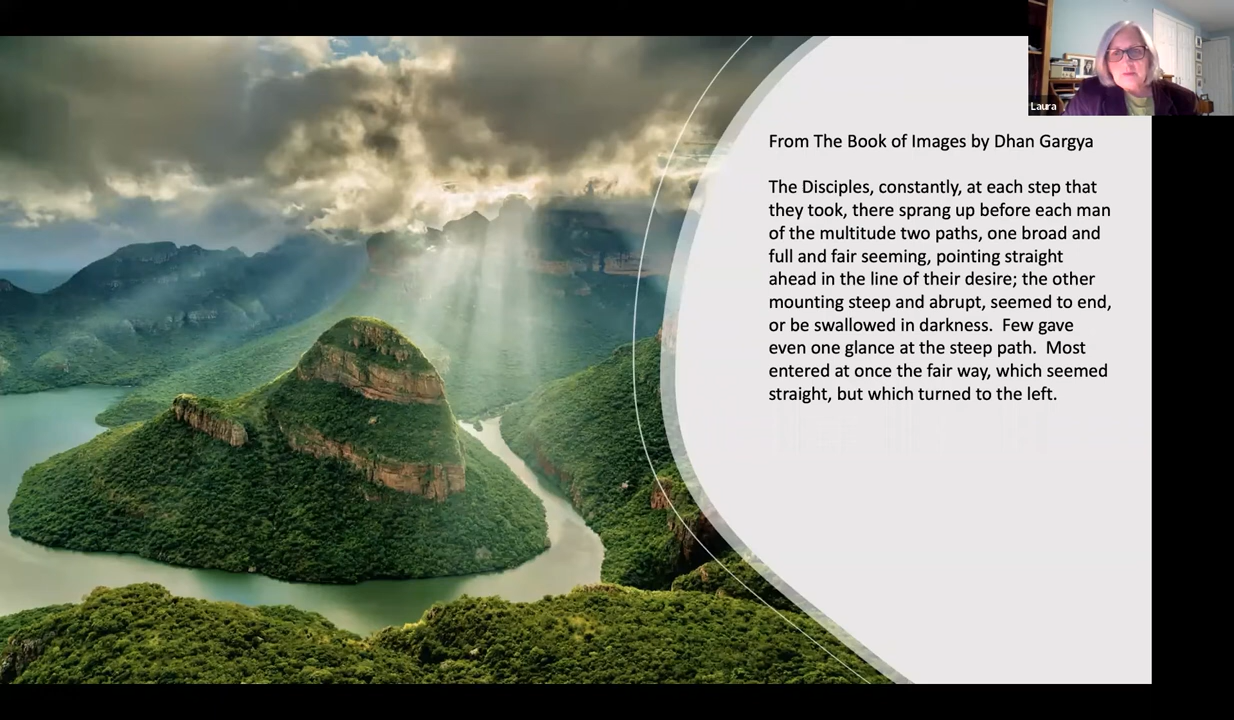 Laura
From The Book of Images by Dhan Gargya
The Disciples, constantly, at each step that
they took, there sprang up before each man
of the multitude two paths, one broad and
full and fair seeming, pointing straight
ahead in the line of their desire; the other
mounting steep and abrupt, seemed to end,
or be swallowed in darkness.  Few gave
even one glance at the steep path.  Most
entered at once the fair way, which seemed
straight, but which turned to the left.